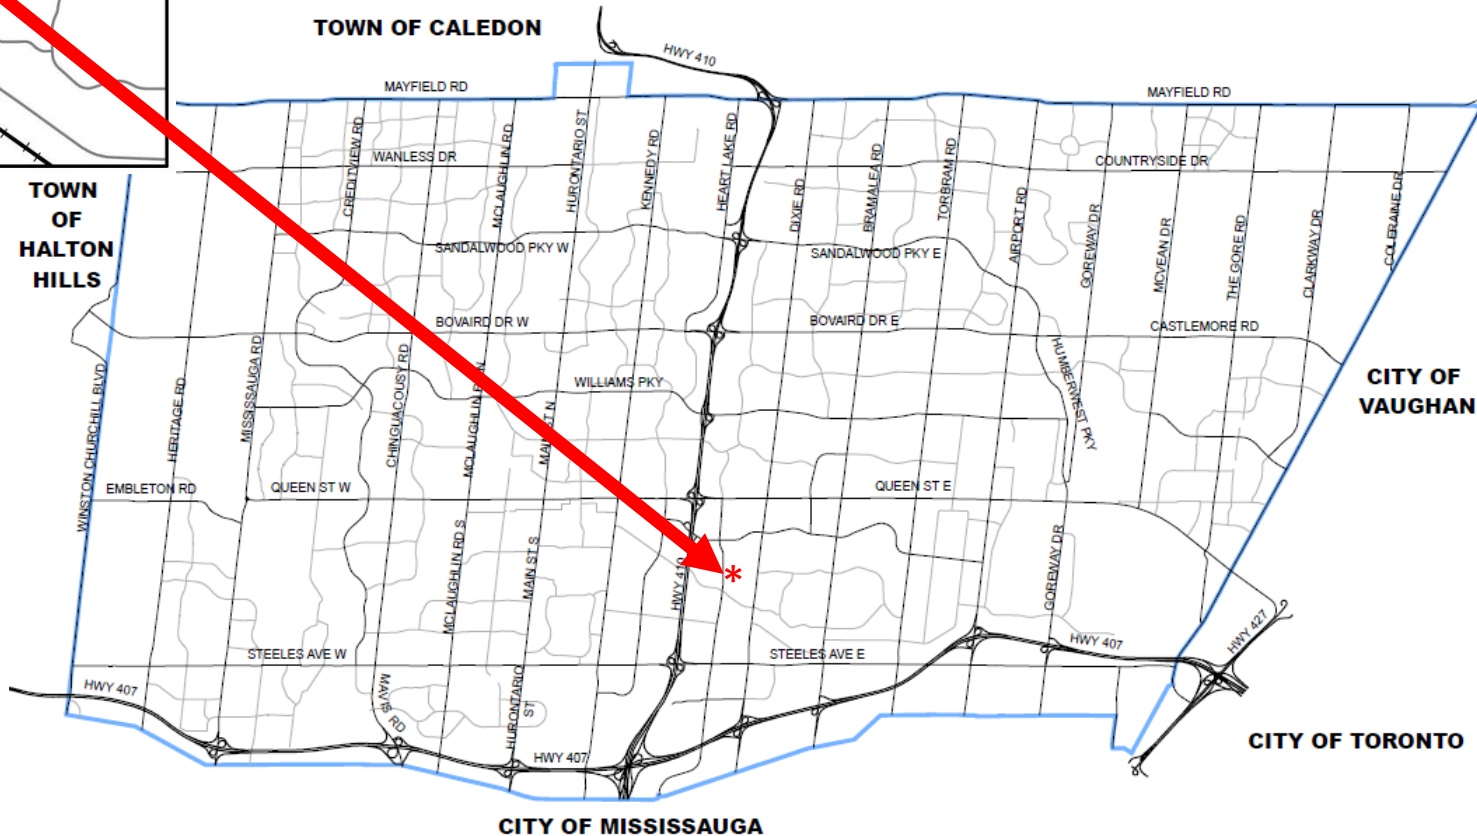 TOWN OF CALEDON
HWY 410
MAYFIELD RD
MAYFIELD RD
CREDITVIEW RD
MCLAUGHLIN RD
HURONTARIO ST
KENNEDY RD
HEART LAKE RD
WANLESS DR
COUNTRYSIDE DR
DIXIE RD
BRAMALEA RD
TORBRAM RD
AIRPORT RD
GOREWAY DR
MCVEAN DR
THE GORE RD
CLARKWAY DR
COLERAINE DR
TOWN
OF
HALTON
HILLS
SANDALWOOD PKY W
SANDALWOOD PKY E
BOVAIRD DR W
BOVAIRD DR E
CASTLEMORE RD
WINSTON CHURCHILL BLVD
HERITAGE RD
MISSISSAUGA RD
CHINGUACOUSY RD
MCLAUGHLIN N
MAIN ST N
WILLIAMS PKY
HUMBERWEST PKY
CITY OF
VAUGHAN
EMBLETON RD
QUEEN ST W
QUEEN ST E
MCLAUGHLIN RD S
MAIN ST S
HWY 410
*
GOREWAY DR
STEELES AVE W
STEELES AVE E
HWY 407
HWY 427
HWY 407
MAVIS RD
HURONTARIO
ST
HWY 407
CITY OF TORONTO
CITY OF MISSISSAUGA